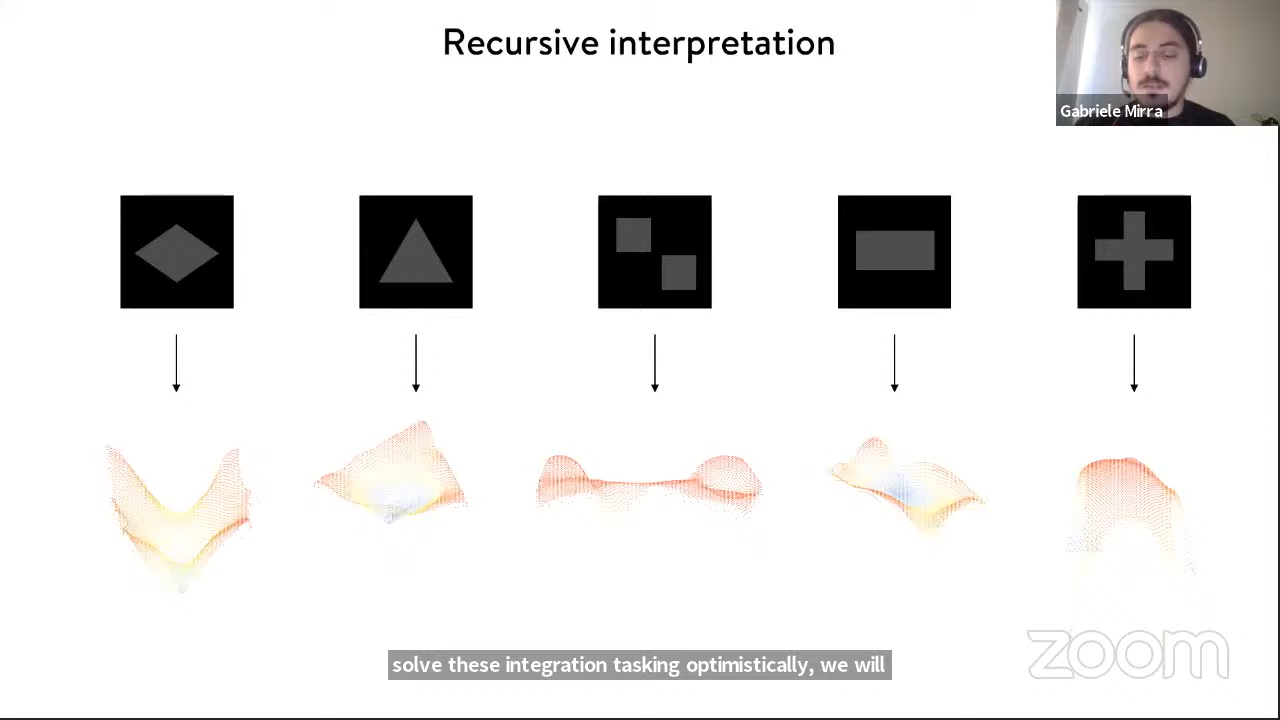 Recursive interpretation
Gabriele Mirra
solve these integration tasking optimistically, we will
zoom